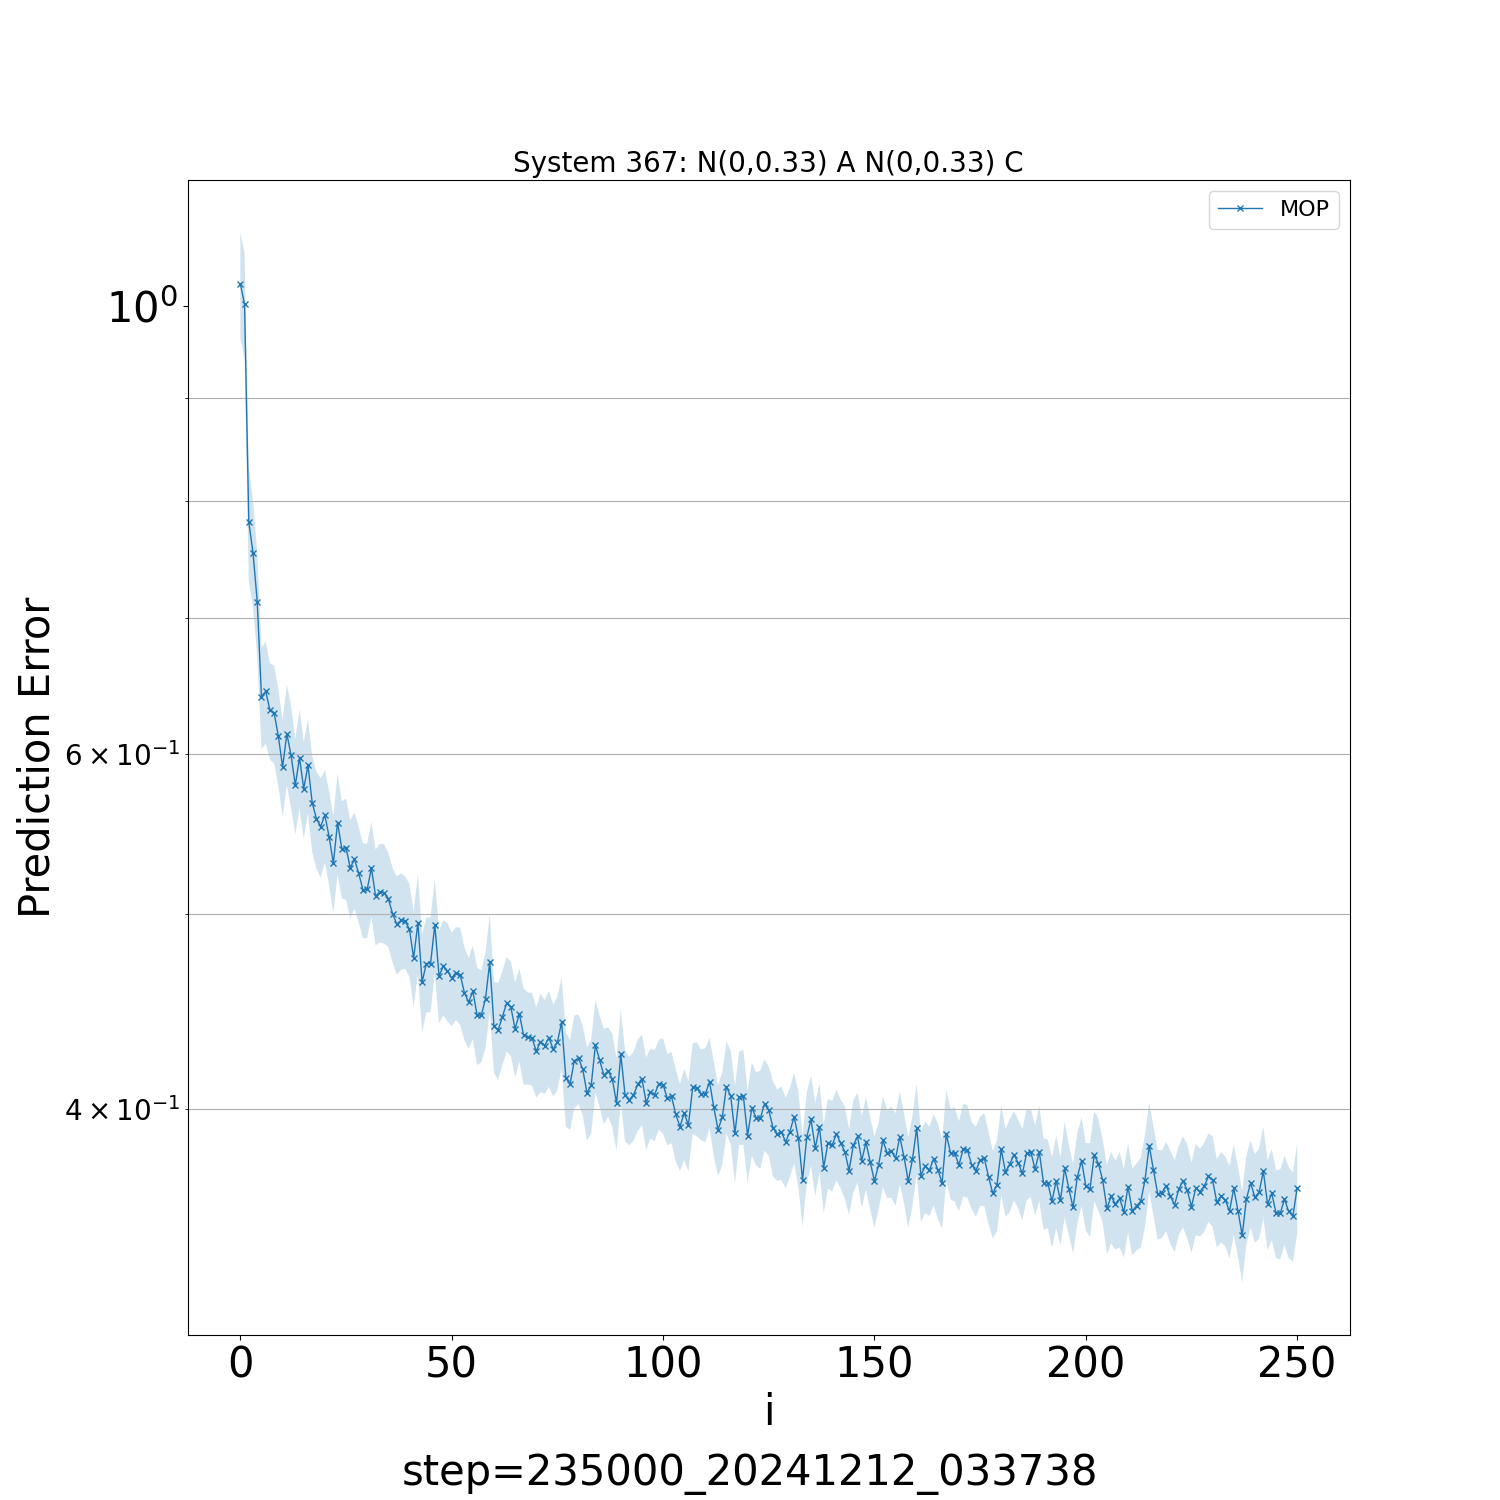 System 367: N(0,0.33) A N(0,0.33) C
MOP
10⁰
6 × 10⁻¹
4 × 10⁻¹
Prediction Error
0 50 100 150 200 250
i
step=235000_20241212_033738